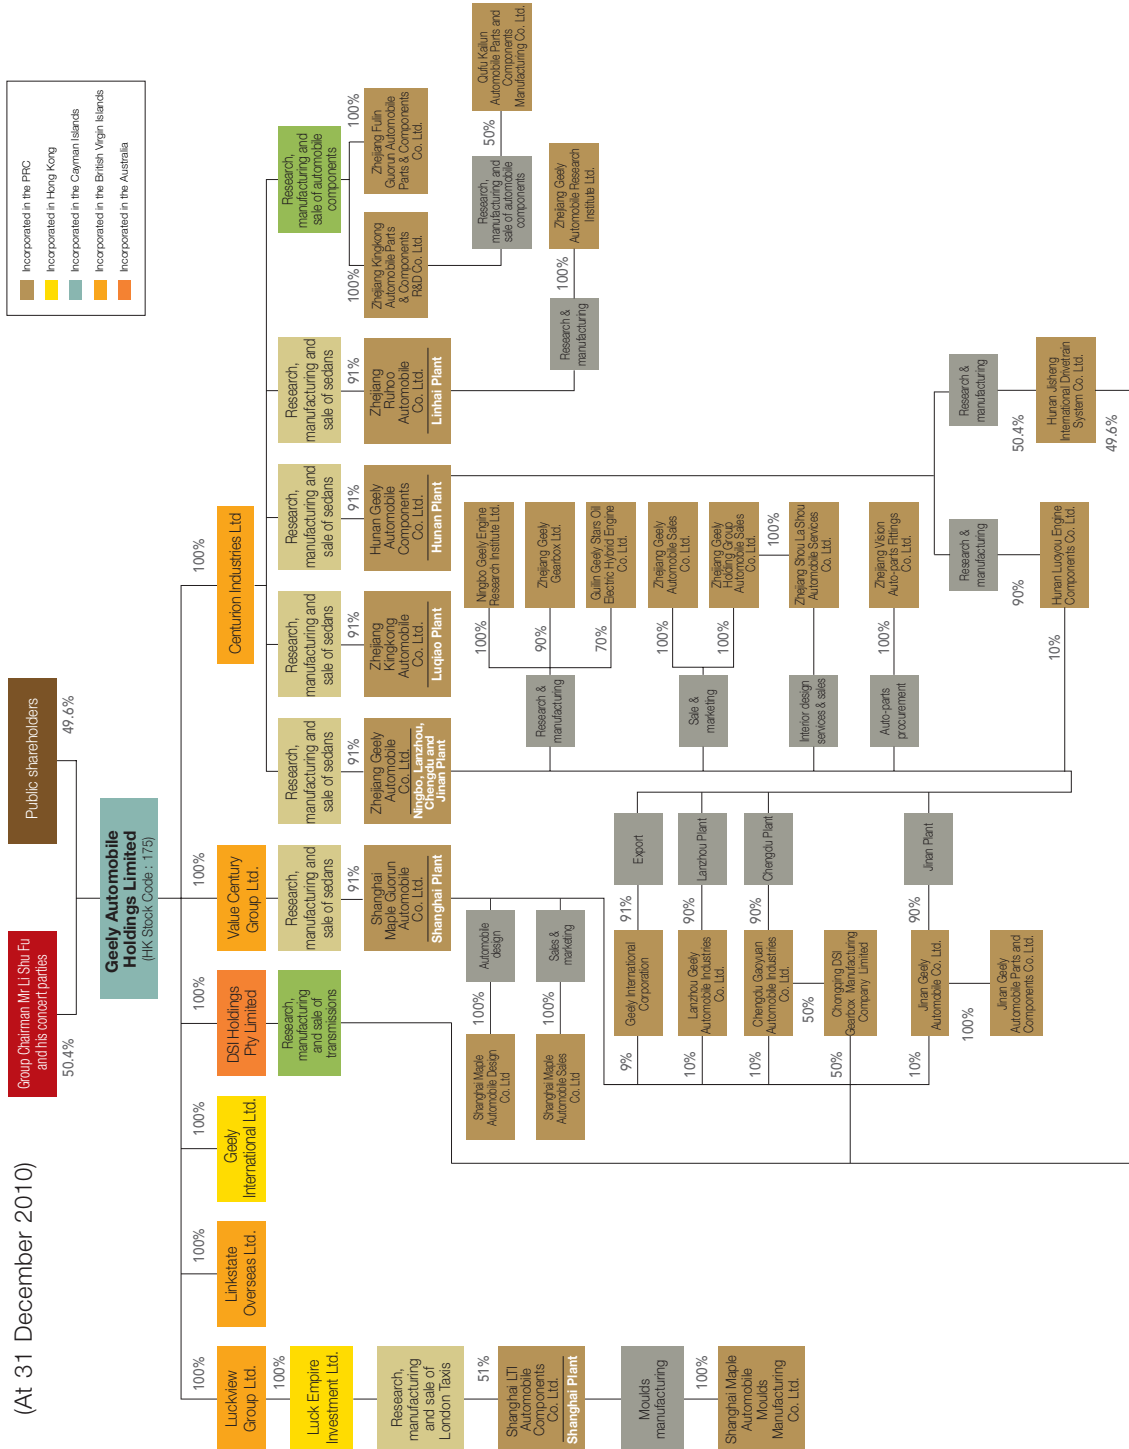 (At 31 December 2010)
Group Chairman Mr Li Shu Fu
and his concert parties
50.4%
Public shareholders
49.6%
Geely Automobile
Holdings Limited
(HK Stock Code : 175)
Incorporated in the PRC
Incorporated in Hong Kong
Incorporated in the Cayman Islands
Incorporated in the British Virgin Islands
Incorporated in the Australia
100%
100%
100%
100%
100%
100%
Luckview
Group Ltd.
Linkstate
Overseas Ltd.
Geely
International Ltd.
DSI Holdings
Pty Limited
Value Century
Group Ltd.
Centurion Industries Ltd
100%
Luck Empire
Investment Ltd.
Research,
manufacturing
and sale of
London Taxis
51%
Shanghai LTI
Automobile
Components
Co. Ltd.
Shanghai Plant
Moulds
manufacturing
100%
Shanghai Maple
Automobile
Moulds
Manufacturing
Co. Ltd.
Research,
manufacturing
and sale of
transmissions
Research,
manufacturing and
sale of sedans
91%
Shanghai
Maple Guorun
Automobile
Co. Ltd.
Shanghai Plant
Research,
manufacturing and
sale of sedans
91%
Zhejiang Geely
Automobile
Co. Ltd.
Ningbo, Lanzhou,
Chengdu and
Jinan Plant
Research,
manufacturing and
sale of sedans
91%
Zhejiang
Kingkong
Automobile
Co. Ltd.
Luqiao Plant
Research,
manufacturing and
sale of sedans
91%
Hunan Geely
Automobile
Components
Co. Ltd.
Hunan Plant
Research,
manufacturing and
sale of sedans
91%
Zhejiang
Ruhoo
Automobile
Co. Ltd.
Linhai Plant
Research,
manufacturing and
sale of automobile
components
100%
Zhejiang Kingkong
Automobile Parts
& Components
R&D Co. Ltd.
100%
Zhejiang Fulin
Guorun Automobile
Parts & Components
Co. Ltd.
Research,
manufacturing and
sale of automobile
components
50%
Qufu Kailun
Automobile Parts and
Components
Manufacturing Co. Ltd.
Research &
manufacturing
100%
Zhejiang Geely
Automobile Research
Institute Ltd.
Shanghai Maple
Automobile Design
Co. Ltd
100%
Automobile
design
Shanghai Maple
Automobile Sales
Co. Ltd
100%
Sales &
marketing
Research &
manufacturing
100%
Ningbo Geely Engine
Research Institute Ltd.
90%
Zhejiang Geely
Gearbox Ltd.
70%
Guilin Geely Stars Oil
Electric Hybrid Engine
Co. Ltd.
Sale &
marketing
100%
Zhejiang Geely
Automobile Sales
Co. Ltd.
100%
Zhejiang Geely
Holding Group
Automobile Sales
Co. Ltd.
100%
Interior design
services & sales
Zhejiang Shou La Shou
Automobile Services
Co. Ltd.
Auto-parts
procurement
100%
Zhejiang Vision
Auto-parts Fittings
Co. Ltd.
9%
Geely International
Corporation
91%
Export
10%
Lanzhou Geely
Automobile Industries
Co. Ltd.
90%
Lanzhou Plant
10%
Chengdu Gaoyuan
Automobile Industries
Co. Ltd.
90%
Chengdu Plant
50%
50%
Chongqing DSI
Gearbox Manufacturing
Company Limited
10%
Jinan Geely
Automobile Co. Ltd.
90%
Jinan Plant
100%
Jinan Geely
Automobile Parts and
Components Co. Ltd.
Research &
manufacturing
90%
10%
Hunan Luoyou Engine
Components Co. Ltd.
Research &
manufacturing
50.4%
Hunan Jisheng
International Drivetrain
System Co. Ltd.
49.6%